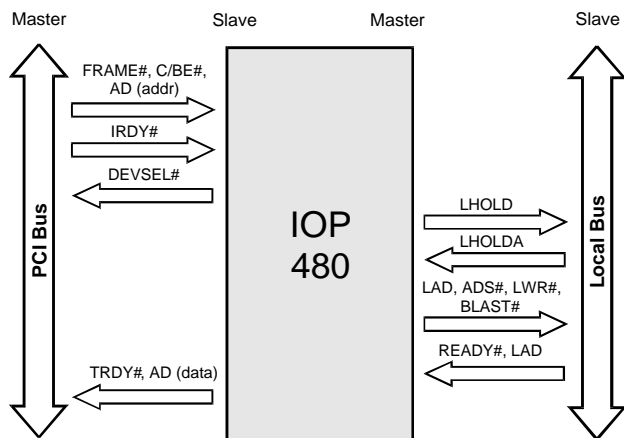 Master
Slave
Master
Slave
FRAME#, C/BE#,
AD (addr)
IRDY#
DEVSEL#
PCI Bus
IOP
480
LHOLD
LHOLDA
LAD, ADS#, LWR#,
BLAST#
READY#, LAD
Local Bus
TRDY#, AD (data)